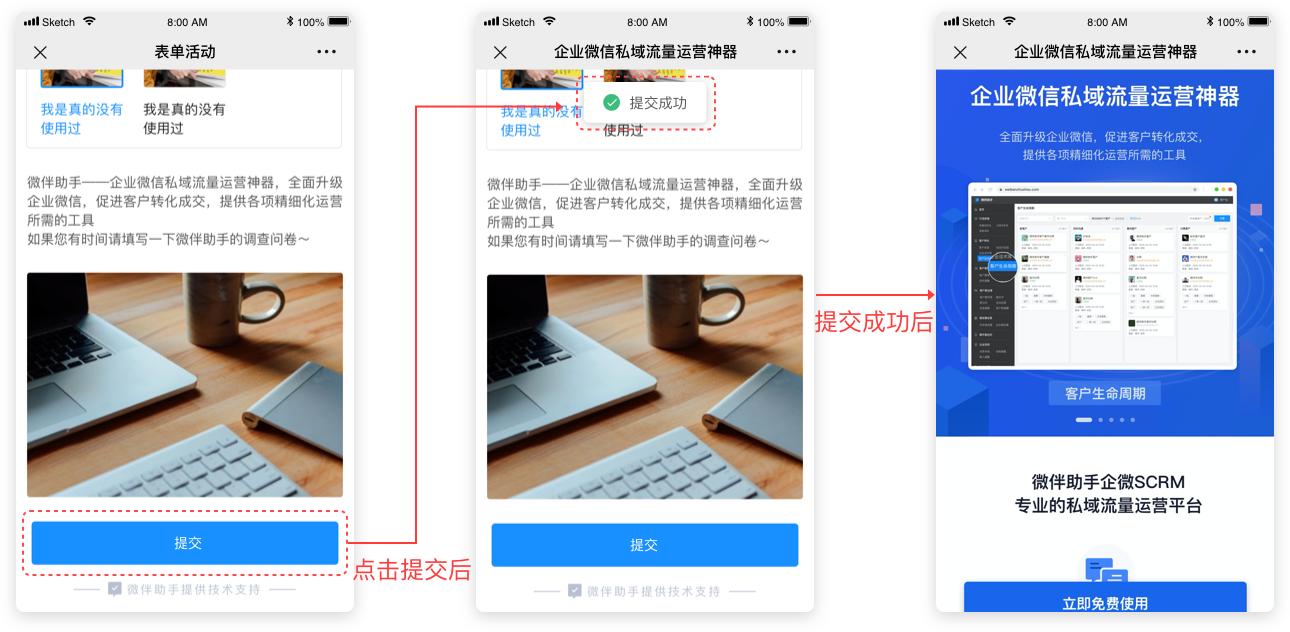 Sketch
8:00 AM
100%
表单活动
我是真的没有
使用过
我是真的没有
使用过
微伴助手——企业微信私域流量运营神器，全面升级
企业微信，促进客户转化成交，提供各项精细化运营
所需的工具
如果您有时间请填写一下微伴助手的调查问卷～
提交
微伴助手提供技术支持
点击提交后
Sketch
8:00 AM
100%
企业微信私域流量运营神器
提交成功
我是真的没有
使用过
使用过
微伴助手——企业微信私域流量运营神器，全面升级
企业微信，促进客户转化成交，提供各项精细化运营
所需的工具
如果您有时间请填写一下微伴助手的调查问卷～
提交
微伴助手提供技术支持
提交成功后
Sketch
8:00 AM
100%
企业微信私域流量运营神器
企业微信私域流量运营神器
全面升级企业微信，促进客户转化成交，
提供各项精细化运营所需的工具
客户生命周期
客户生命周期
微伴助手企微SCRM
专业的私域流量运营平台
立即免费使用